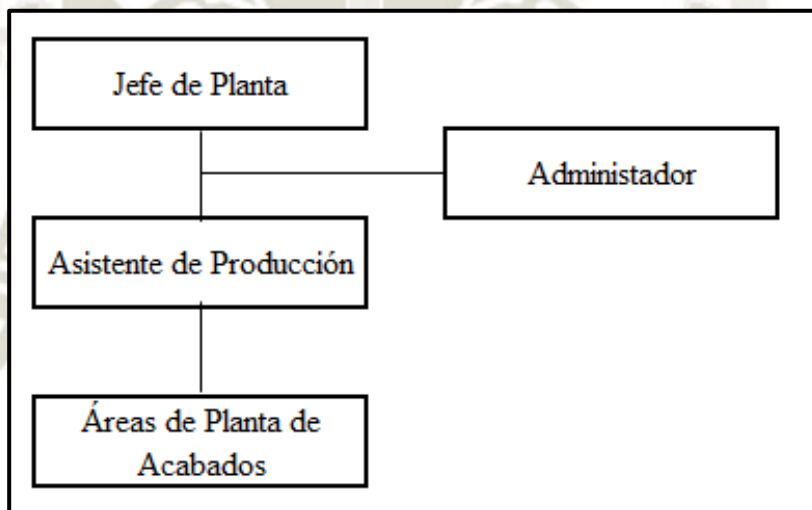 Jefe de Planta
Administador
Asistente de Producción
Áreas de Planta de
Acabados